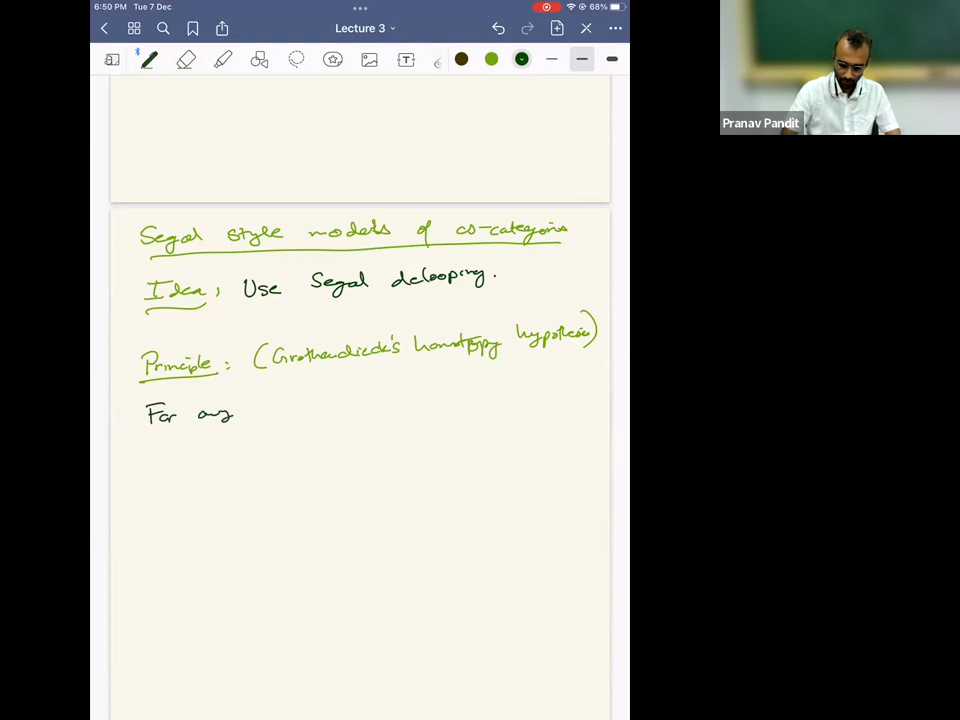 6:50 PM Tue 7 Dec
68%
Lecture 3
Pranav Pandit
Segal style models of ∞-categories
Idea: Use Segal delooping.
Principle: (Grothendieck's homotopy hypothesis)
For any